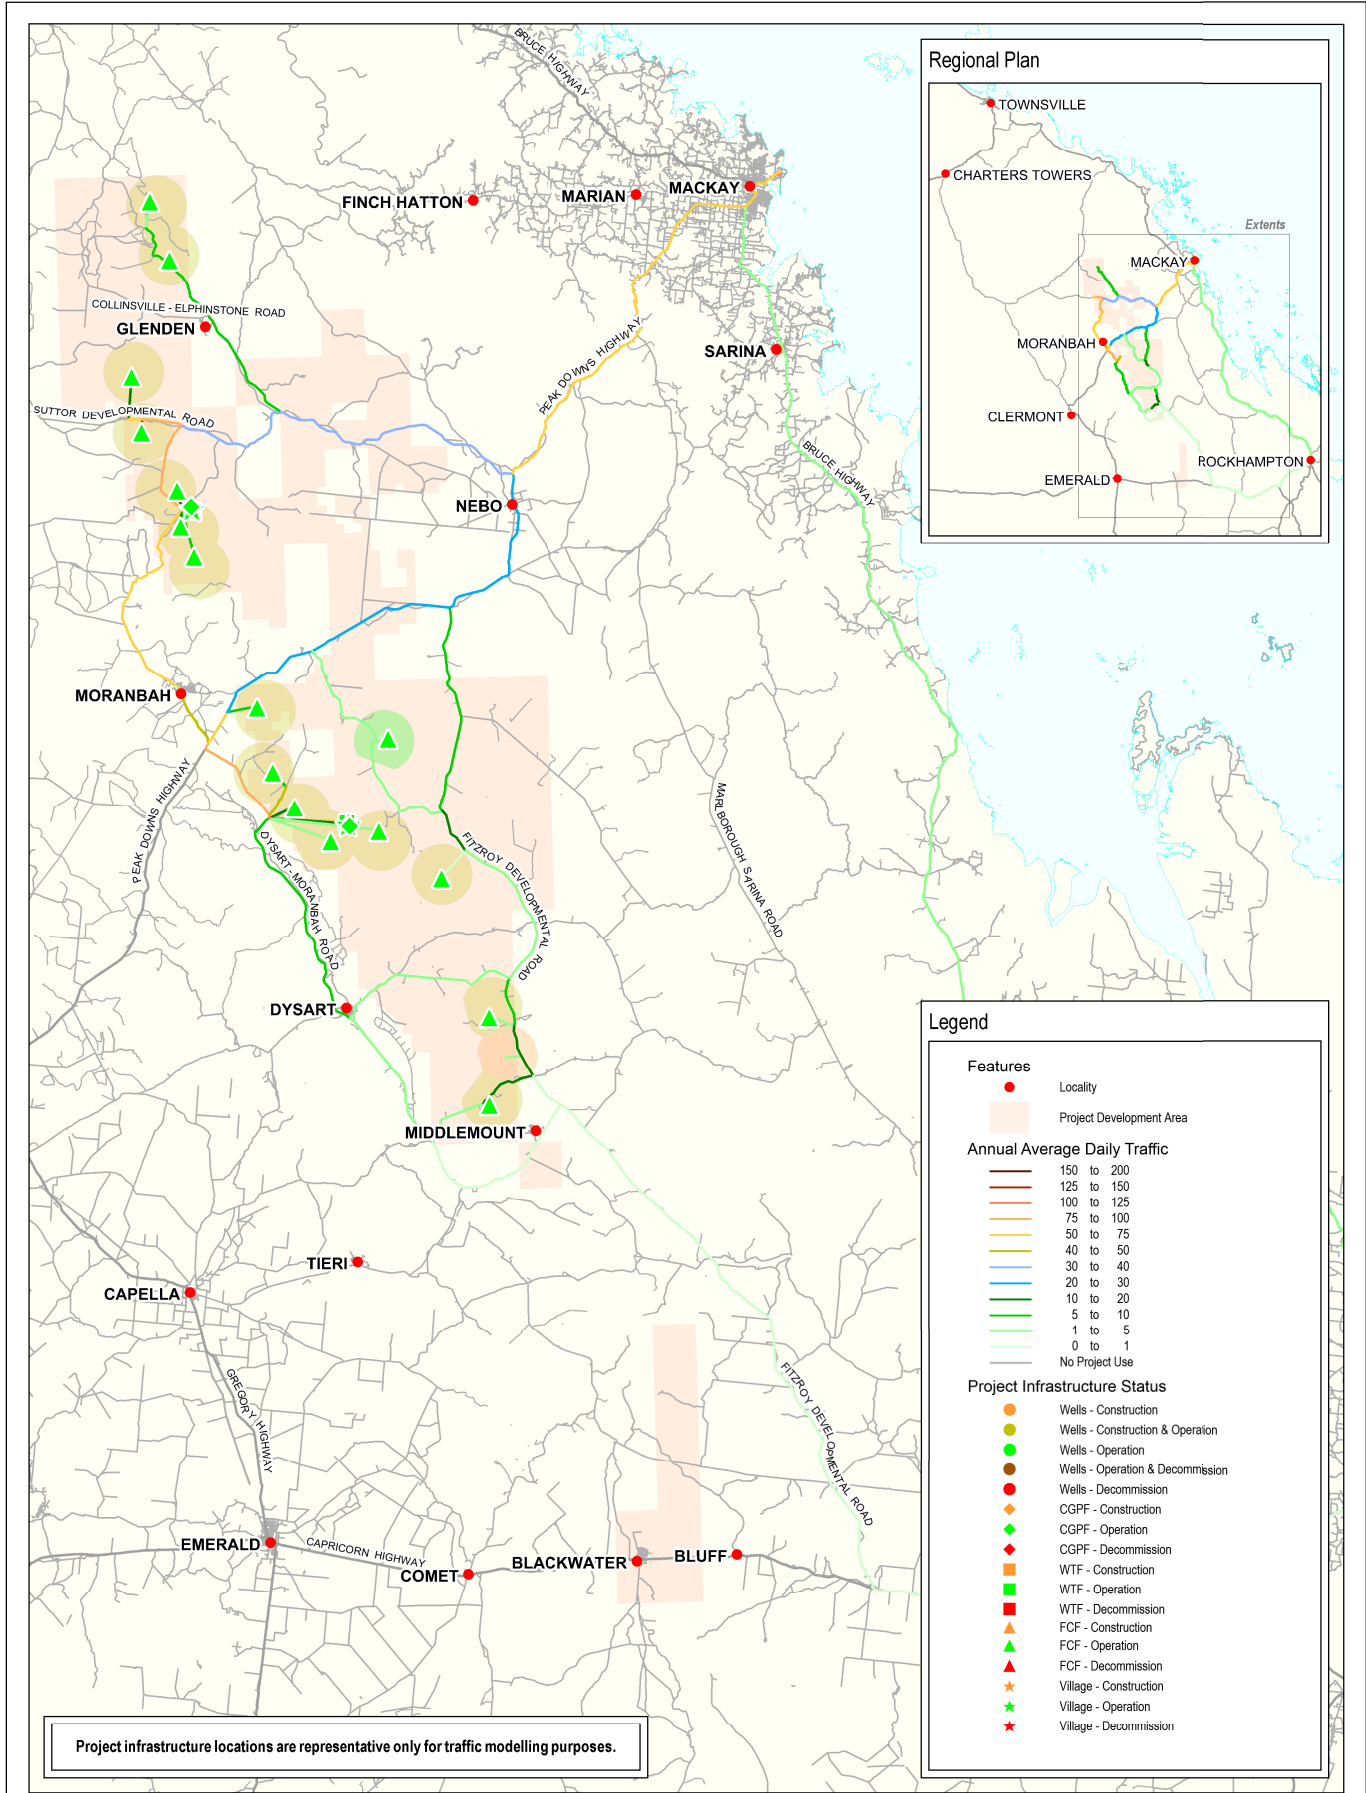 BRUCE HIGHWAY
FINCH HATTON
MARIAN
MACKAY
COLLINSVILLE - ELPHINSTONE ROAD
GLENDEN
SARINA
PEAK DOWNS HIGHWAY
SUTTOR DEVELOPMENTAL ROAD
BRUCE HIGHWAY
NEBO
MORANBAH
PEAK DOWNS HIGHWAY
DYSART - MORANBAH ROAD
FITZROY DEVELOPMENTAL ROAD
MARLBOROUGH SARINA ROAD
DYSART
MIDDLEMOUNT
TIERI
CAPELLA
GREGORY HIGHWAY
FITZROY DEVELOPMENTAL ROAD
EMERALD
CAPRICORN HIGHWAY
COMET
BLACKWATER
BLUFF
Project infrastructure locations are representative only for traffic modelling purposes.
Regional Plan
TOWNSVILLE
CHARTERS TOWERS
Extents
MACKAY
MORANBAH
CLERMONT
ROCKHAMPTON
EMERALD
Legend
Features
Locality
Project Development Area
Annual Average Daily Traffic
150 to 200
125 to 150
100 to 125
75 to 100
50 to 75
40 to 50
30 to 40
20 to 30
10 to 20
5 to 10
1 to 5
0 to 1
No Project Use
Project Infrastructure Status
Wells - Construction
Wells - Construction & Operation
Wells - Operation
Wells - Operation & Decommission
Wells - Decommission
CGPF - Construction
CGPF - Operation
CGPF - Decommission
WTF - Construction
WTF - Operation
WTF - Decommission
FCF - Construction
FCF - Operation
FCF - Decommission
Village - Construction
Village - Operation
Village - Decommission